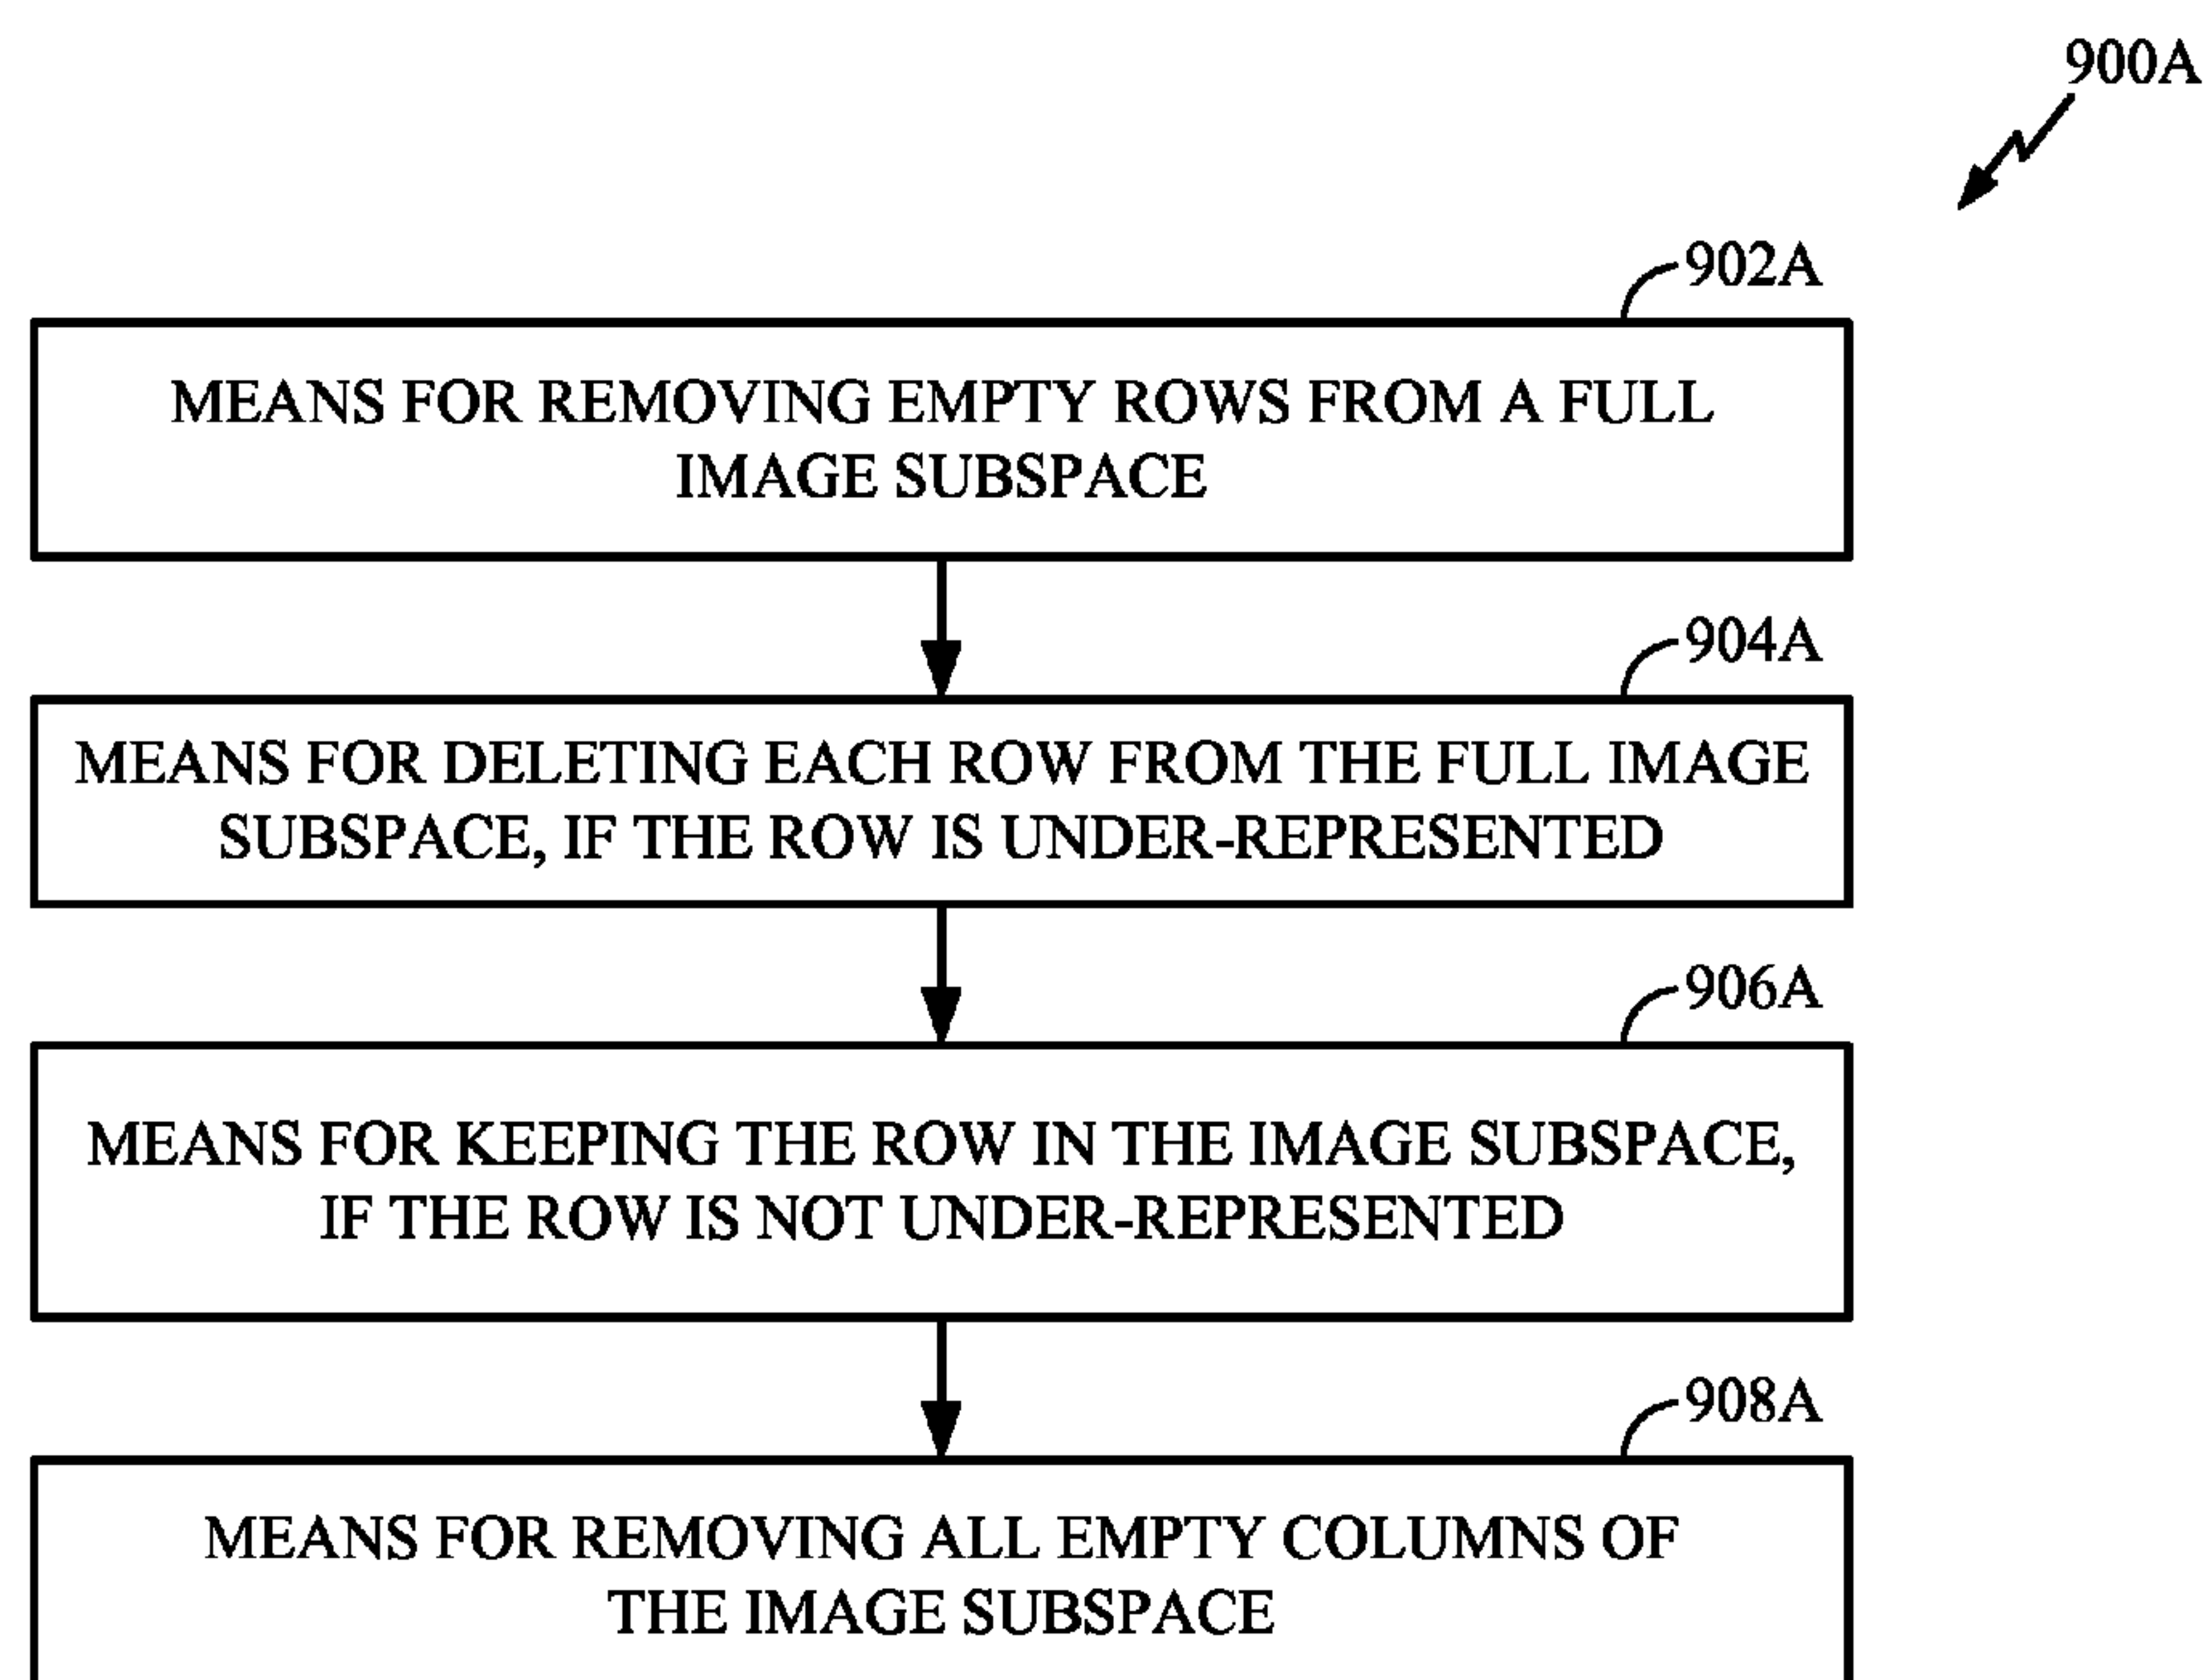 900A
902A
MEANS FOR REMOVING EMPTY ROWS FROM A FULL
IMAGE SUBSPACE
904A
MEANS FOR DELETING EACH ROW FROM THE FULL IMAGE
SUBSPACE, IF THE ROW IS UNDER-REPRESENTED
906A
MEANS FOR KEEPING THE ROW IN THE IMAGE SUBSPACE,
IF THE ROW IS NOT UNDER-REPRESENTED
908A
MEANS FOR REMOVING ALL EMPTY COLUMNS OF
THE IMAGE SUBSPACE